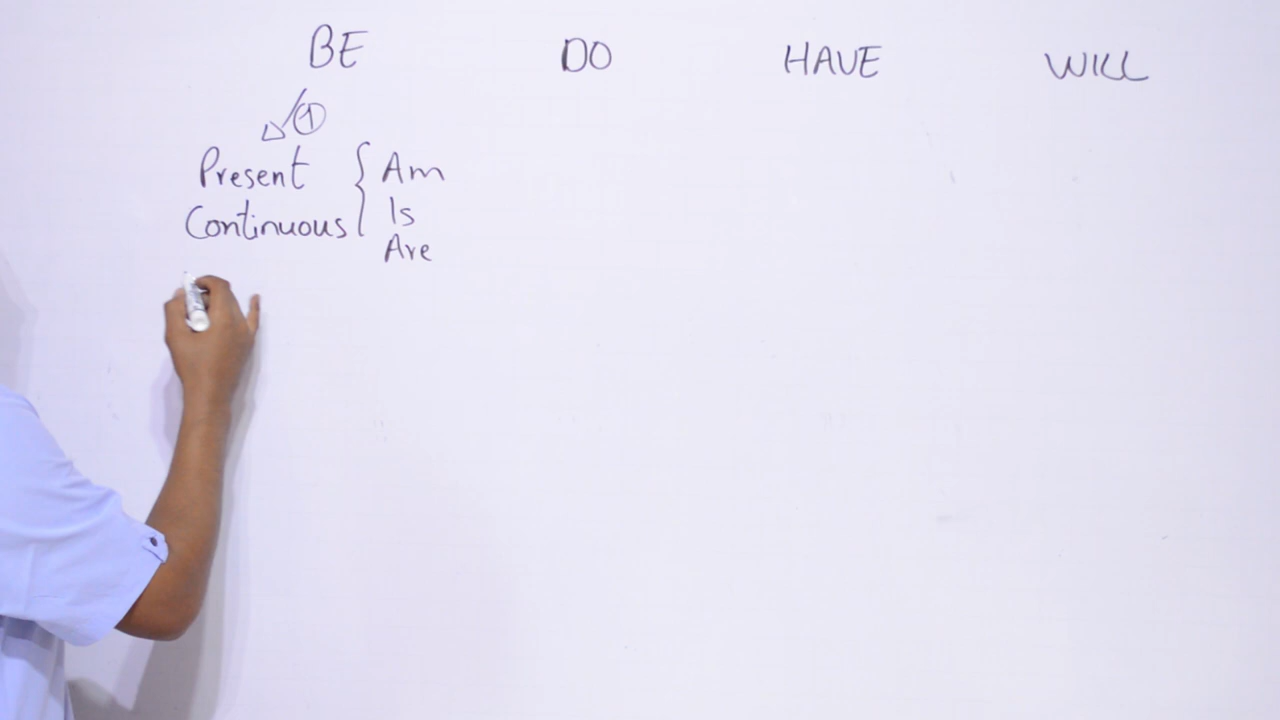 BE DO HAVE WILL
1
Present { Am
Continuous Is
Are